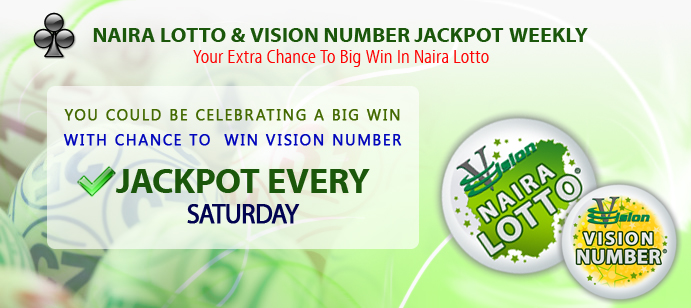 NAIRA LOTTO & VISION NUMBER JACKPOT WEEKLY
Your Extra Chance To Big Win In Naira Lotto
YOU COULD BE CELEBRATING A BIG WIN
WITH CHANCE TO WIN VISION NUMBER
JACKPOT EVERY
SATURDAY
Vision
NAIRA
LOTTO®
Vision
VISION
NUMBER®